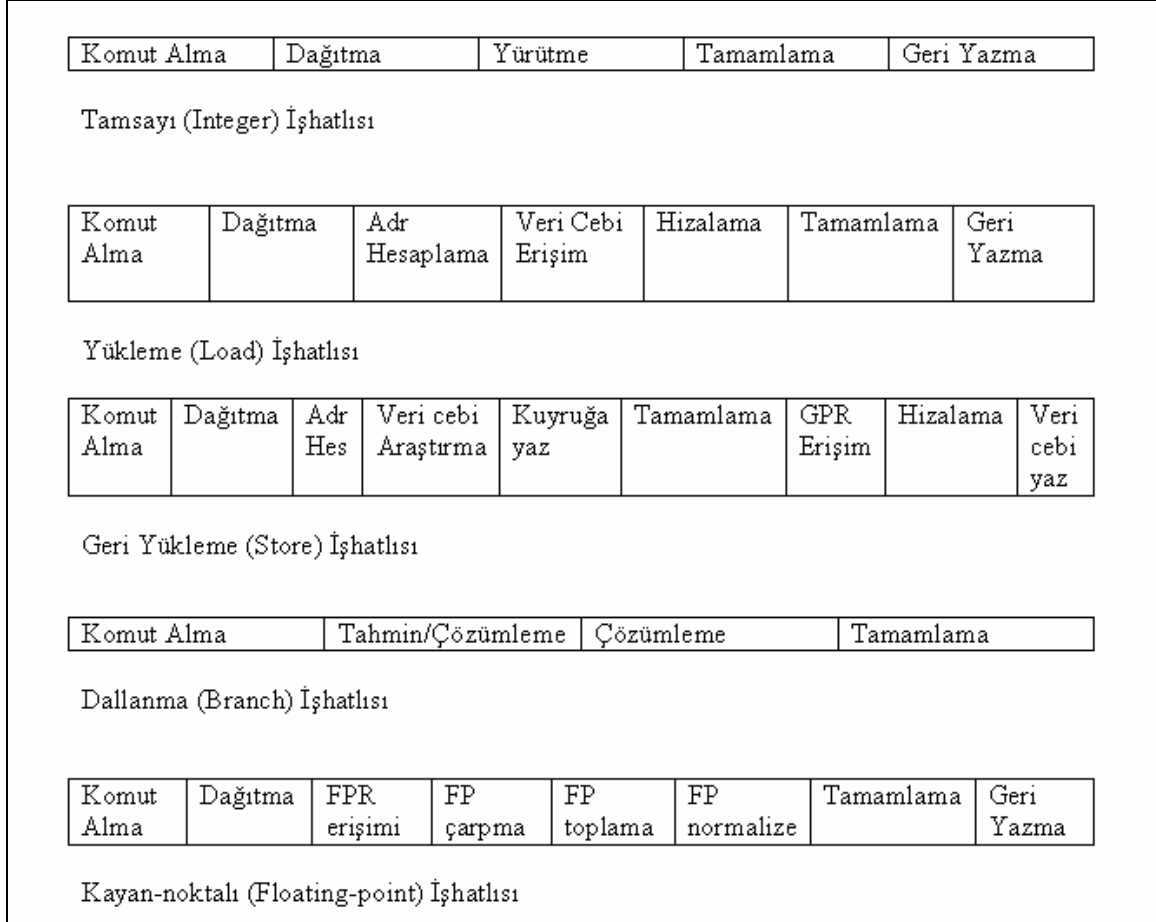 Komut Alma Dağıtma Yürütme Tamamlama Geri Yazma
Tamsayı (Integer) İşhatlısı
Komut Alma Dağıtma Adr Hesaplama Veri Cebi Erişim Hizalama Tamamlama Geri Yazma
Yükleme (Load) İşhatlısı
Komut Alma Dağıtma Adr Hes Veri cebi Araştırma Kuyruğa yaz Tamamlama GPR Erişim Hizalama Veri cebi yaz
Geri Yükleme (Store) İşhatlısı
Komut Alma Tahmin/Çözümleme Çözümleme Tamamlama
Dallanma (Branch) İşhatlısı
Komut Alma Dağıtma FPR erişimi FP çarpma FP toplama FP normalize Tamamlama Geri Yazma
Kayan-noktalı (Floating-point) İşhatlısı